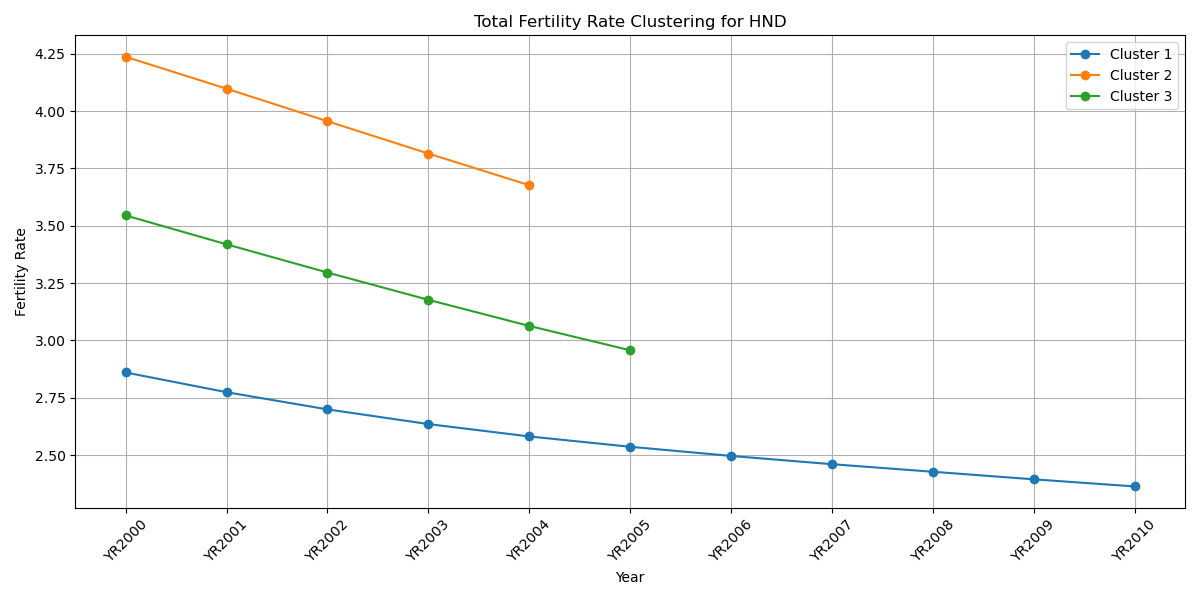 Total Fertility Rate Clustering for HND
Cluster 1
Cluster 2
Cluster 3
Fertility Rate
4.25
4.00
3.75
3.50
3.25
3.00
2.75
2.50
YR2000
YR2001
YR2002
YR2003
YR2004
YR2005
YR2006
YR2007
YR2008
YR2009
YR2010
Year